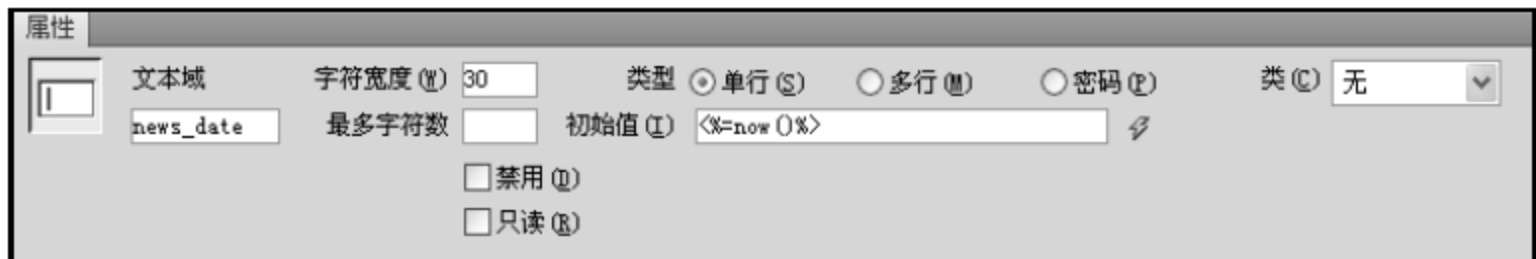 属性
文本域 字符宽度(W) 30 类型 单行(S) 多行(M) 密码(P) 类(C) 无
news_date 最多字符数 初始值(I) <%=now()%>
禁用(D)
只读(R)